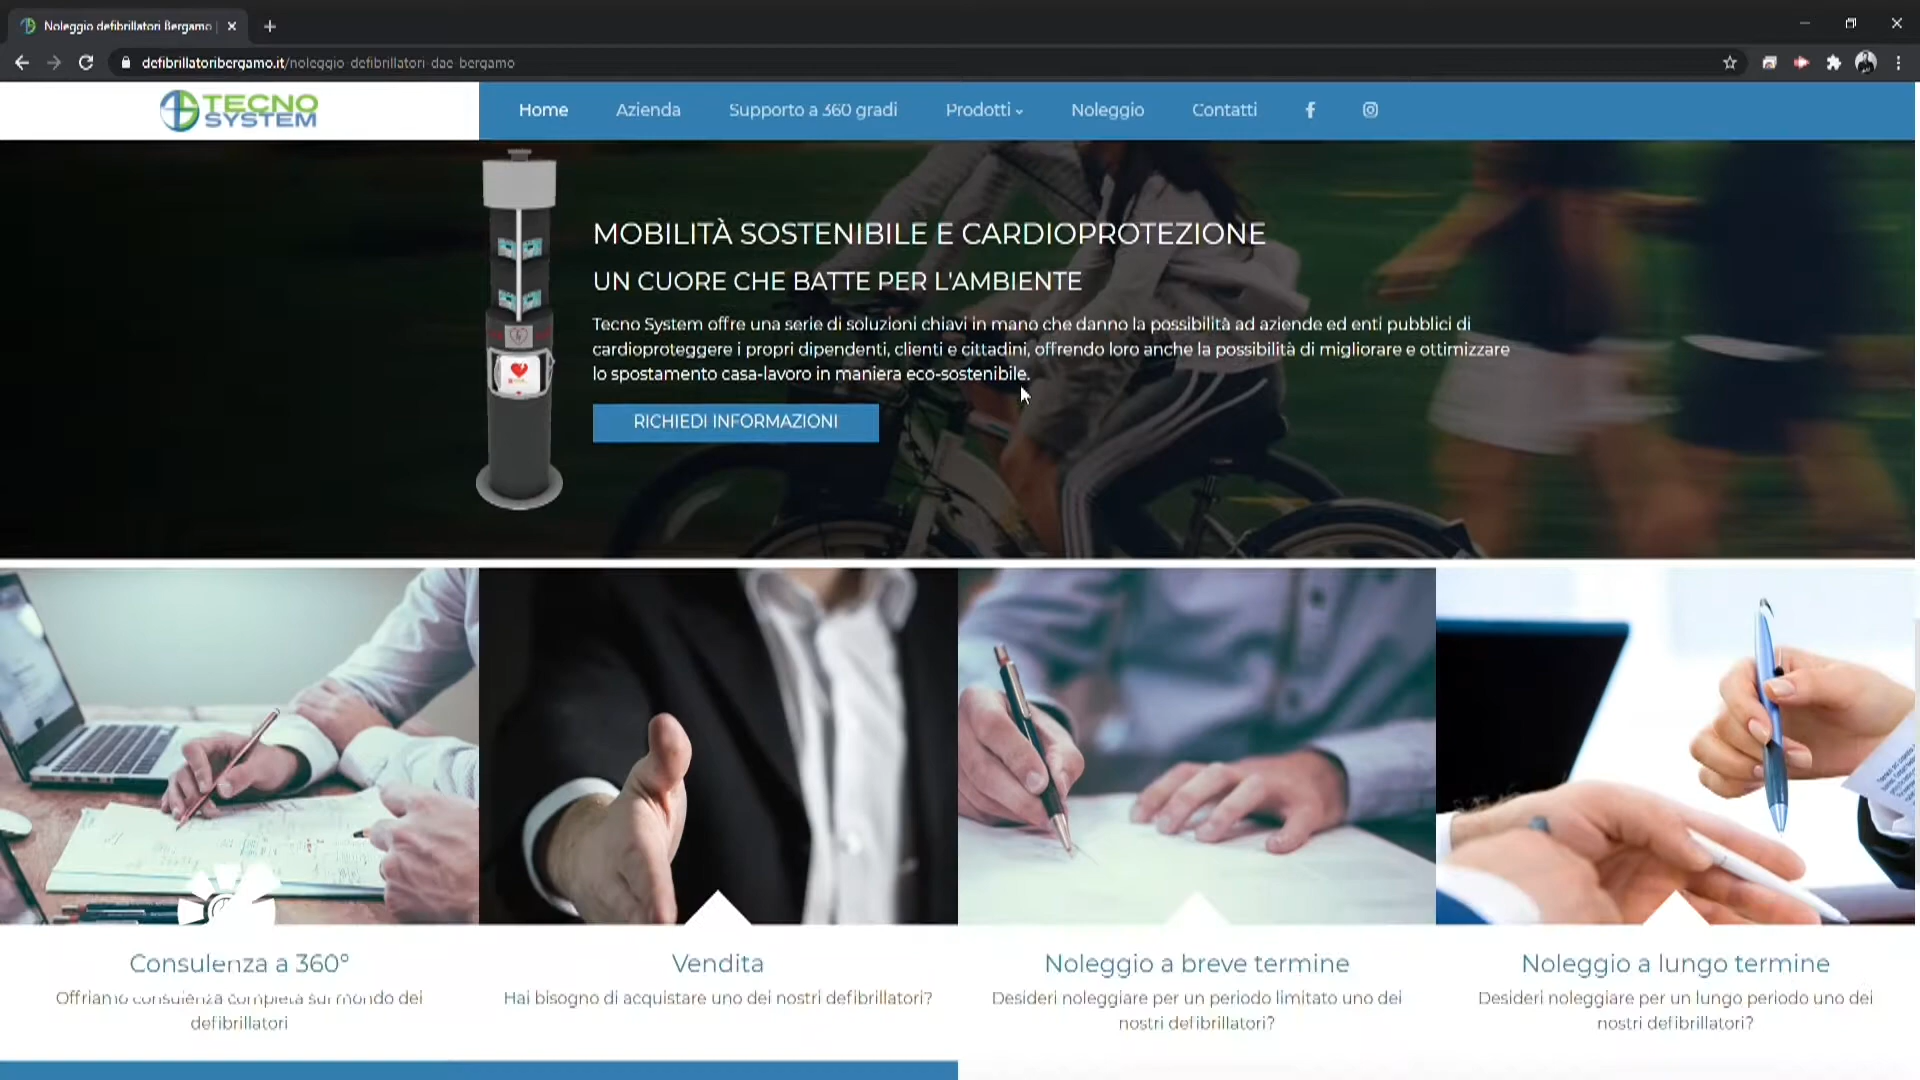 Noleggio defibrillatori Bergamo |
defibrillatoribergamo.it/noleggio-defibrillatori-dae-bergamo
TECNO
SYSTEM
Home Azienda Supporto a 360 gradi Prodotti Noleggio Contatti
MOBILITÀ SOSTENIBILE E CARDIOPROTEZIONE
UN CUORE CHE BATTE PER L'AMBIENTE
Tecno System offre una serie di soluzioni chiavi in mano che danno la possibilità ad aziende ed enti pubblici di
cardioproteggere i propri dipendenti, clienti e cittadini, offrendo loro anche la possibilità di migliorare e ottimizzare
lo spostamento casa-lavoro in maniera eco-sostenibile.
RICHIEDI INFORMAZIONI
Consulenza a 360°
Offriamo consulenza completa sul mondo dei
defibrillatori
Vendita
Hai bisogno di acquistare uno dei nostri defibrillatori?
Noleggio a breve termine
Desideri noleggiare per un periodo limitato uno dei
nostri defibrillatori?
Noleggio a lungo termine
Desideri noleggiare per un lungo periodo uno dei
nostri defibrillatori?